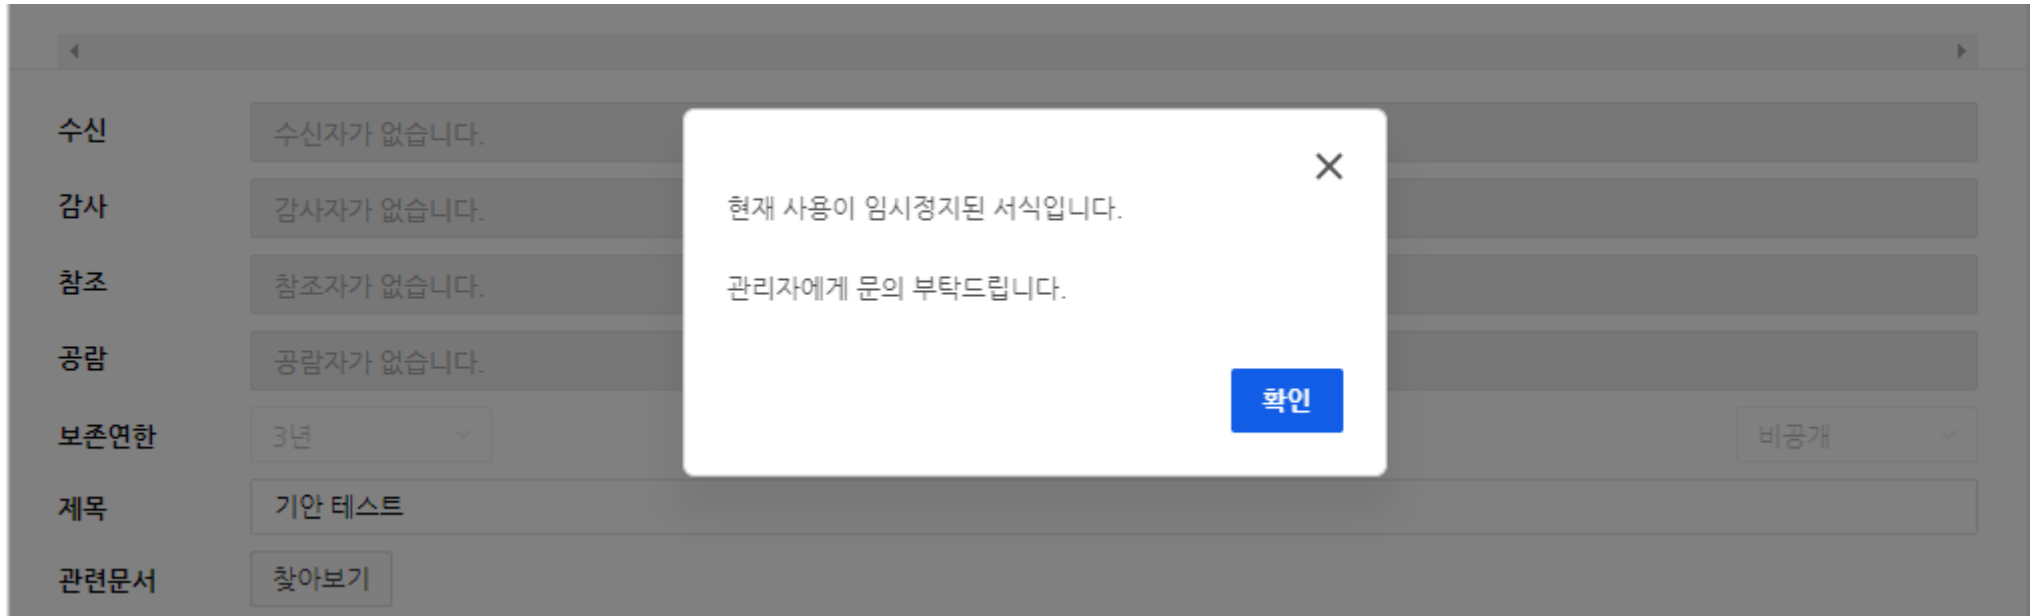 수신 수신자가 없습니다.
감사 감사자가 없습니다.
참조 참조자가 없습니다.
공람 공람자가 없습니다.
보존연한 3년 비공개
제목 기안 테스트
관련문서 찾아보기
현재 사용이 임시정지된 서식입니다.
관리자에게 문의 부탁드립니다.
확인